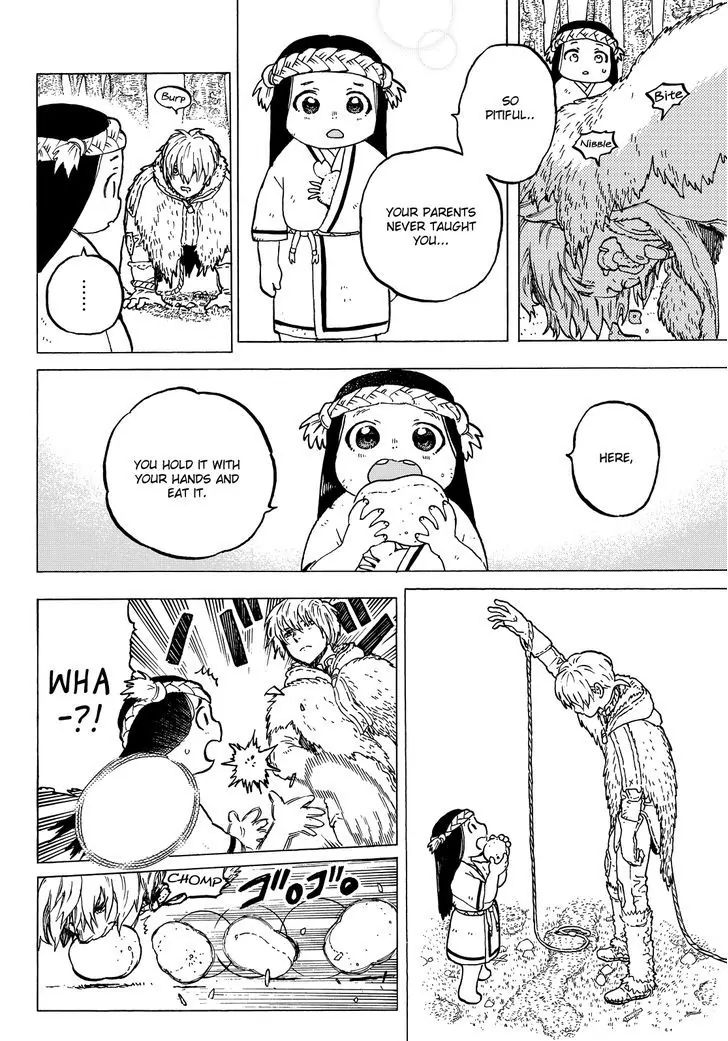 Bite
Nibble
SO
PITIFUL..
YOUR PARENTS
NEVER TAUGHT
YOU...
Burp
......
HERE,
YOU HOLD IT WITH
YOUR HANDS AND
EAT IT.
WHA
-?!
ゴロゴロ
CHOMP